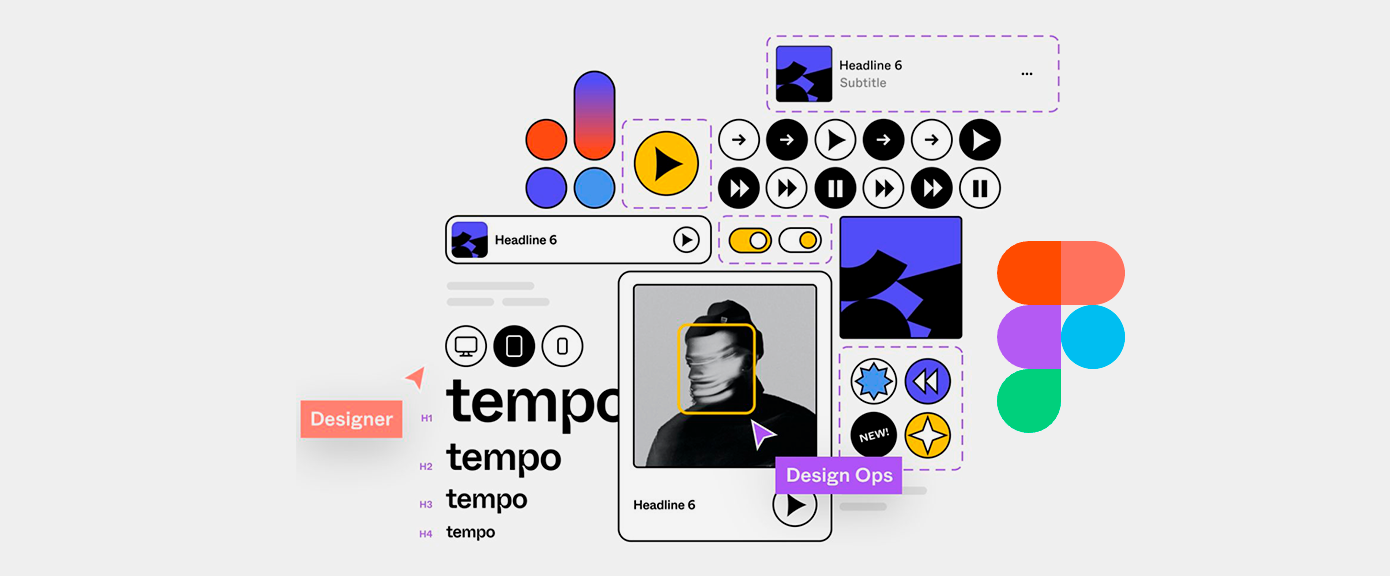 Headline 6
Subtitle
Headline 6
Designer
H1 tempo
H2 tempo
H3 tempo
H4 tempo
NEW!
Design Ops
Headline 6